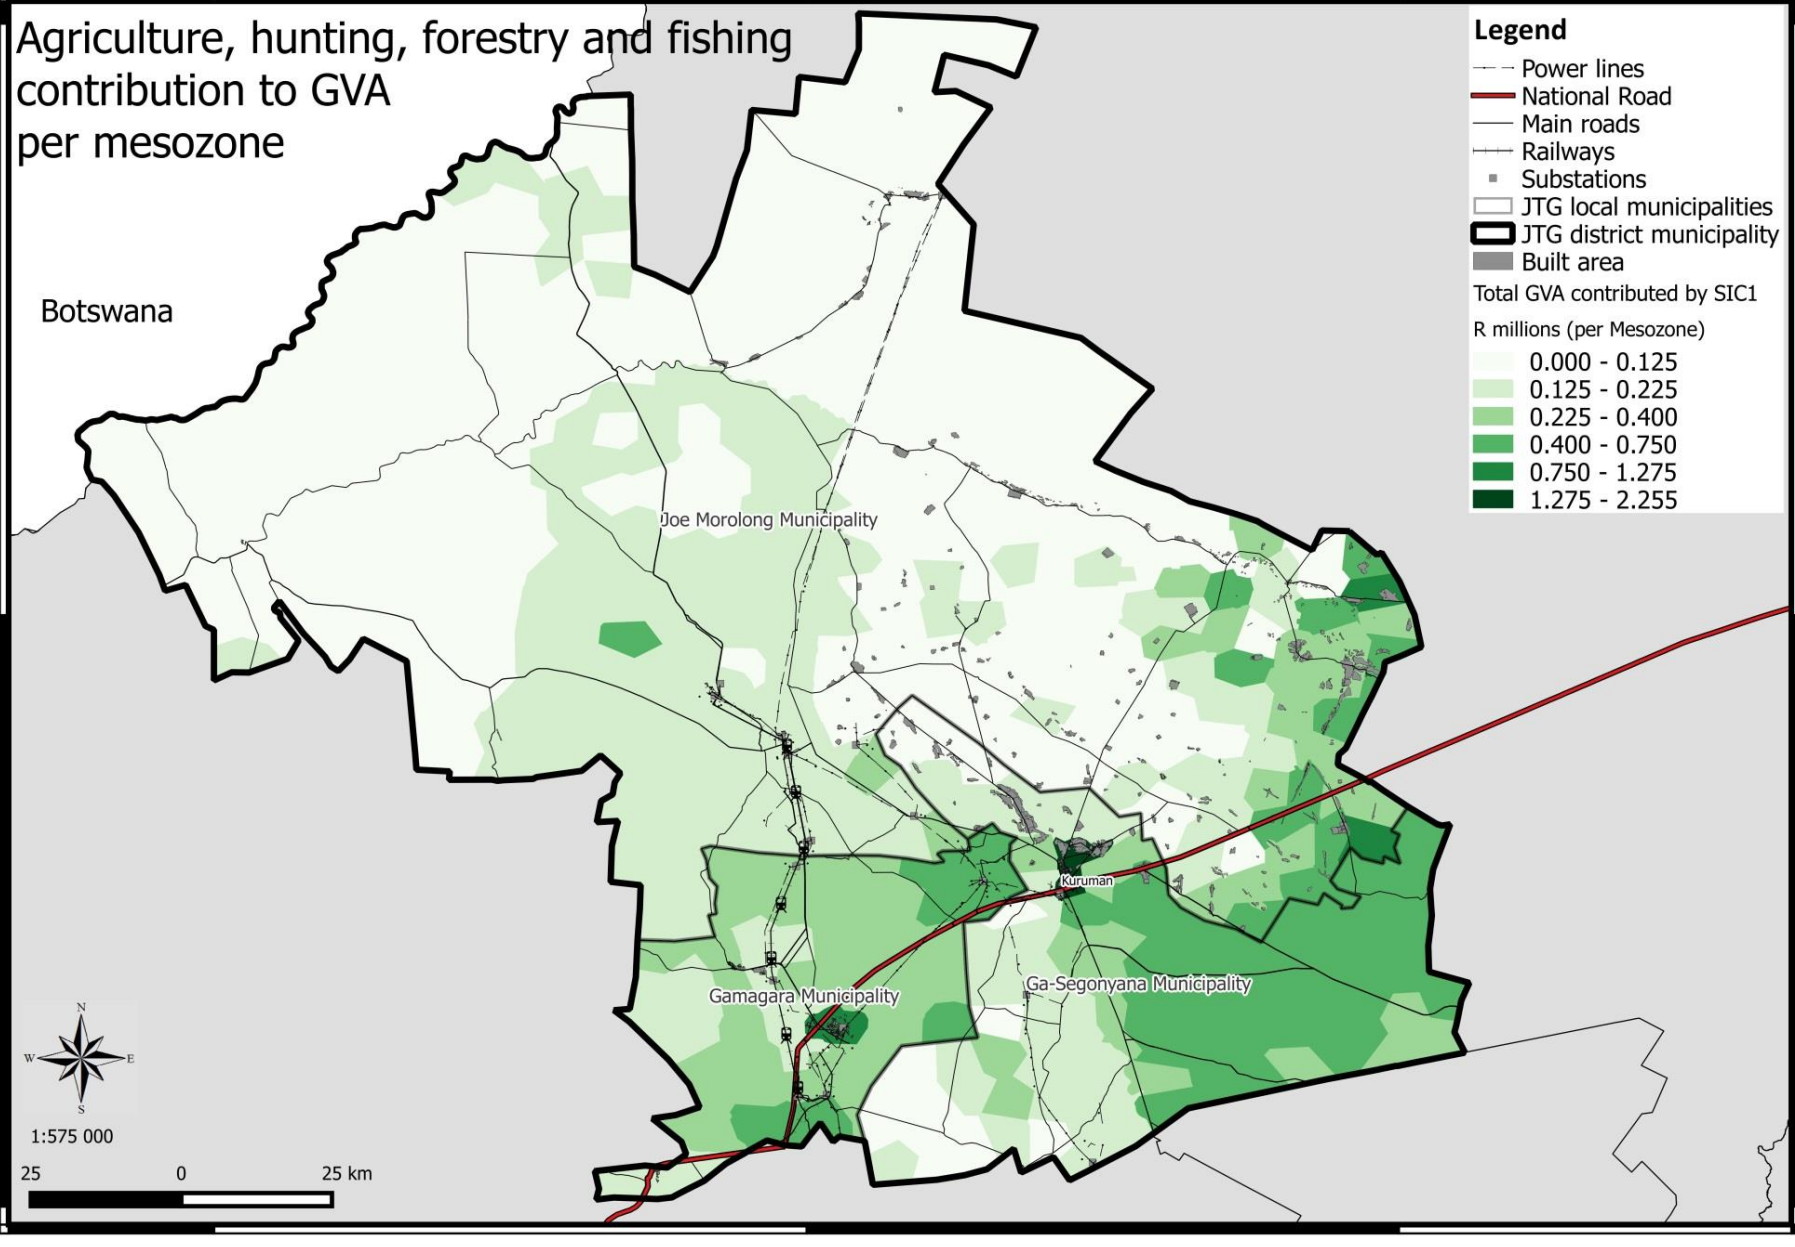 Agriculture, hunting, forestry and fishing
contribution to GVA
per mesozone
Legend
Power lines
National Road
Main roads
Railways
Substations
JTG local municipalities
JTG district municipality
Built area
Total GVA contributed by SIC1
R millions (per Mesozone)
0.000 - 0.125
0.125 - 0.225
0.225 - 0.400
0.400 - 0.750
0.750 - 1.275
1.275 - 2.255
Botswana
Joe Morolong Municipality
Kuruman
Ga-Segonyana Municipality
Gamagara Municipality
N
W E
S
1:575 000
25 0 25 km